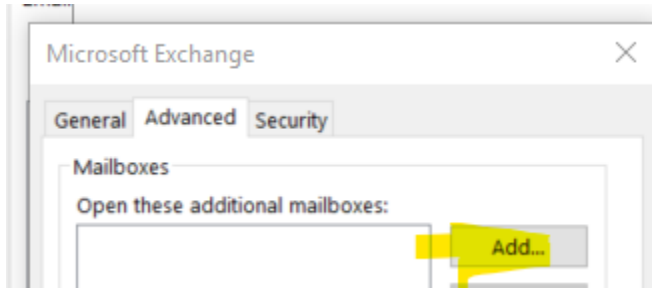 Microsoft Exchange
General Advanced Security
Mailboxes
Open these additional mailboxes:
Add...